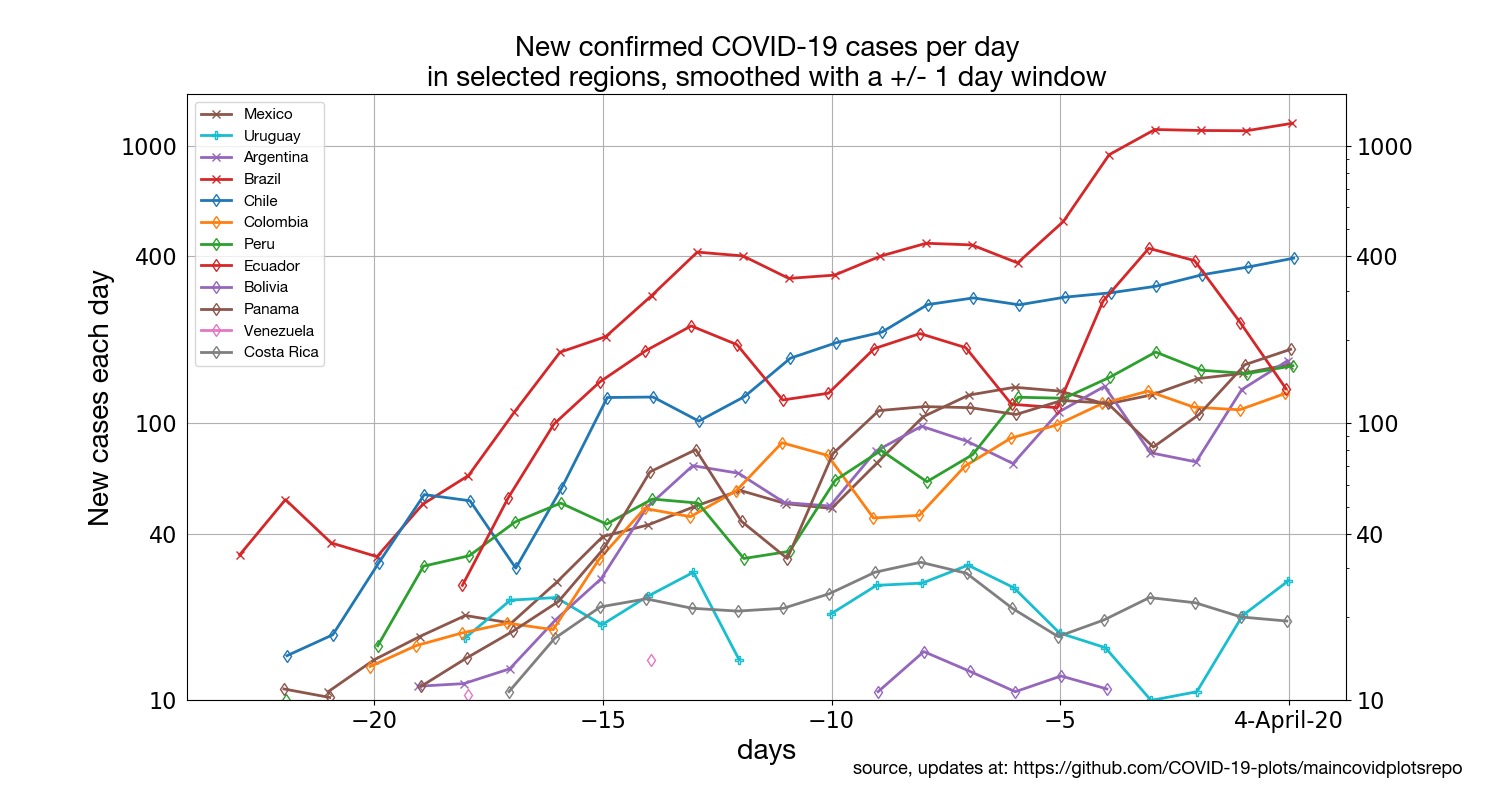 New confirmed COVID-19 cases per day
in selected regions, smoothed with a +/- 1 day window
New cases each day
1000
400
100
40
10
Mexico
Uruguay
Argentina
Brazil
Chile
Colombia
Peru
Ecuador
Bolivia
Panama
Venezuela
Costa Rica
1000
400
100
40
10
−20
−15
−10
−5
4-April-20
days
source, updates at: https://github.com/COVID-19-plots/maincovidplotsrepo